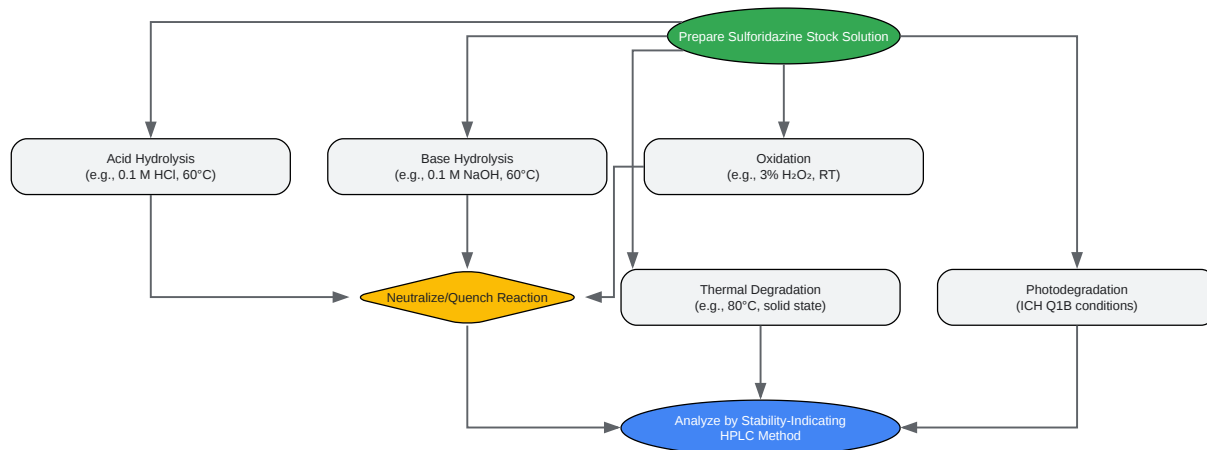 Prepare Sulforidazine Stock Solution
Acid Hydrolysis
(e.g., 0.1 M HCl, 60°C)
Base Hydrolysis
(e.g., 0.1 M NaOH, 60°C)
Oxidation
(e.g., 3% H₂O₂, RT)
Neutralize/Quench Reaction
Thermal Degradation
(e.g., 80°C, solid state)
Photodegradation
(ICH Q1B conditions)
Analyze by Stability-Indicating
HPLC Method